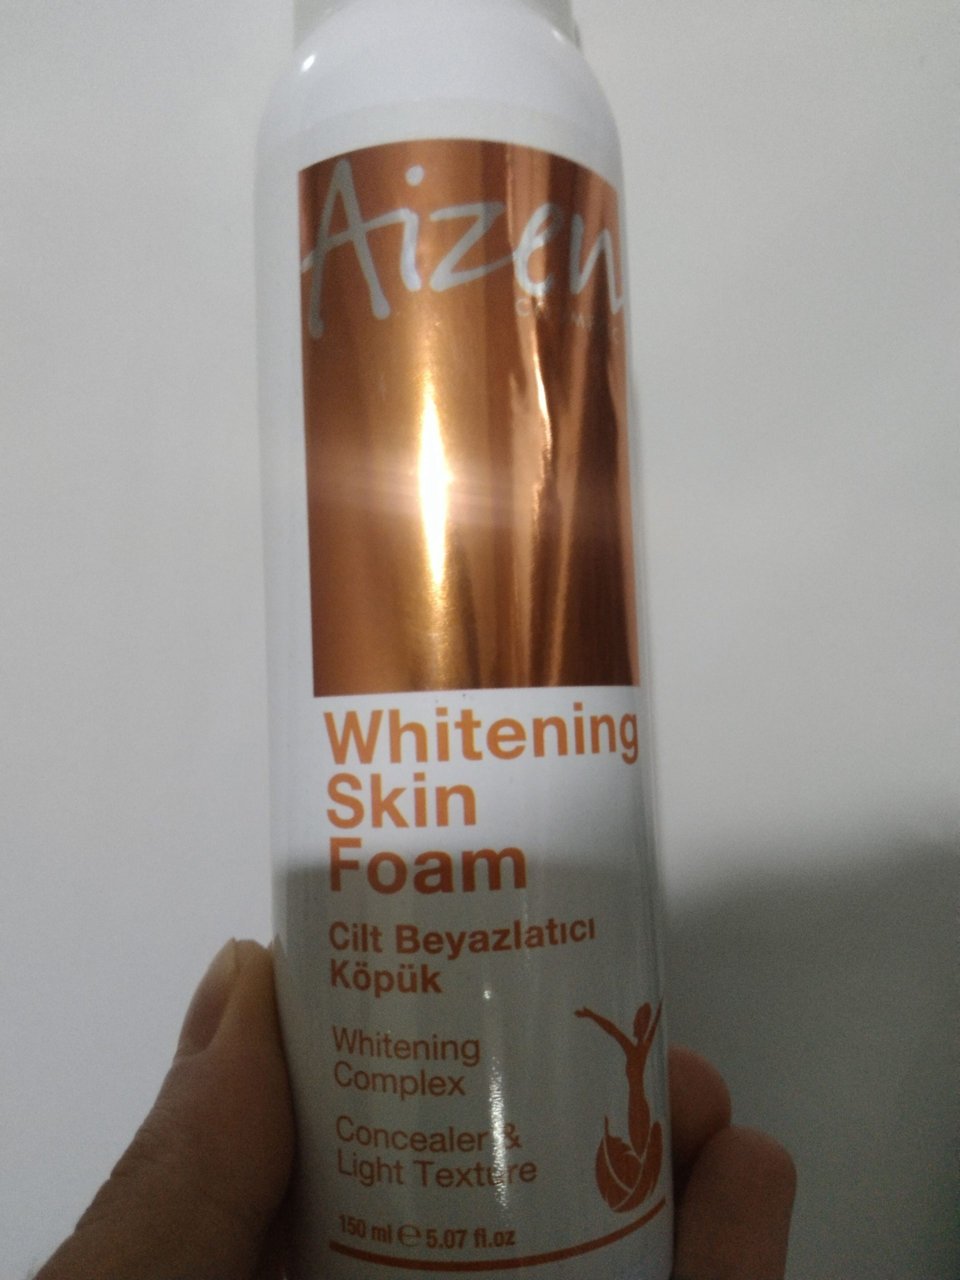 Aizen
Whitening
Skin
Foam
Cilt Beyazlatıcı
Köpük
Whitening
Complex
Concealer &
Light Texture
150 ml ℮ 5.07 fl.oz